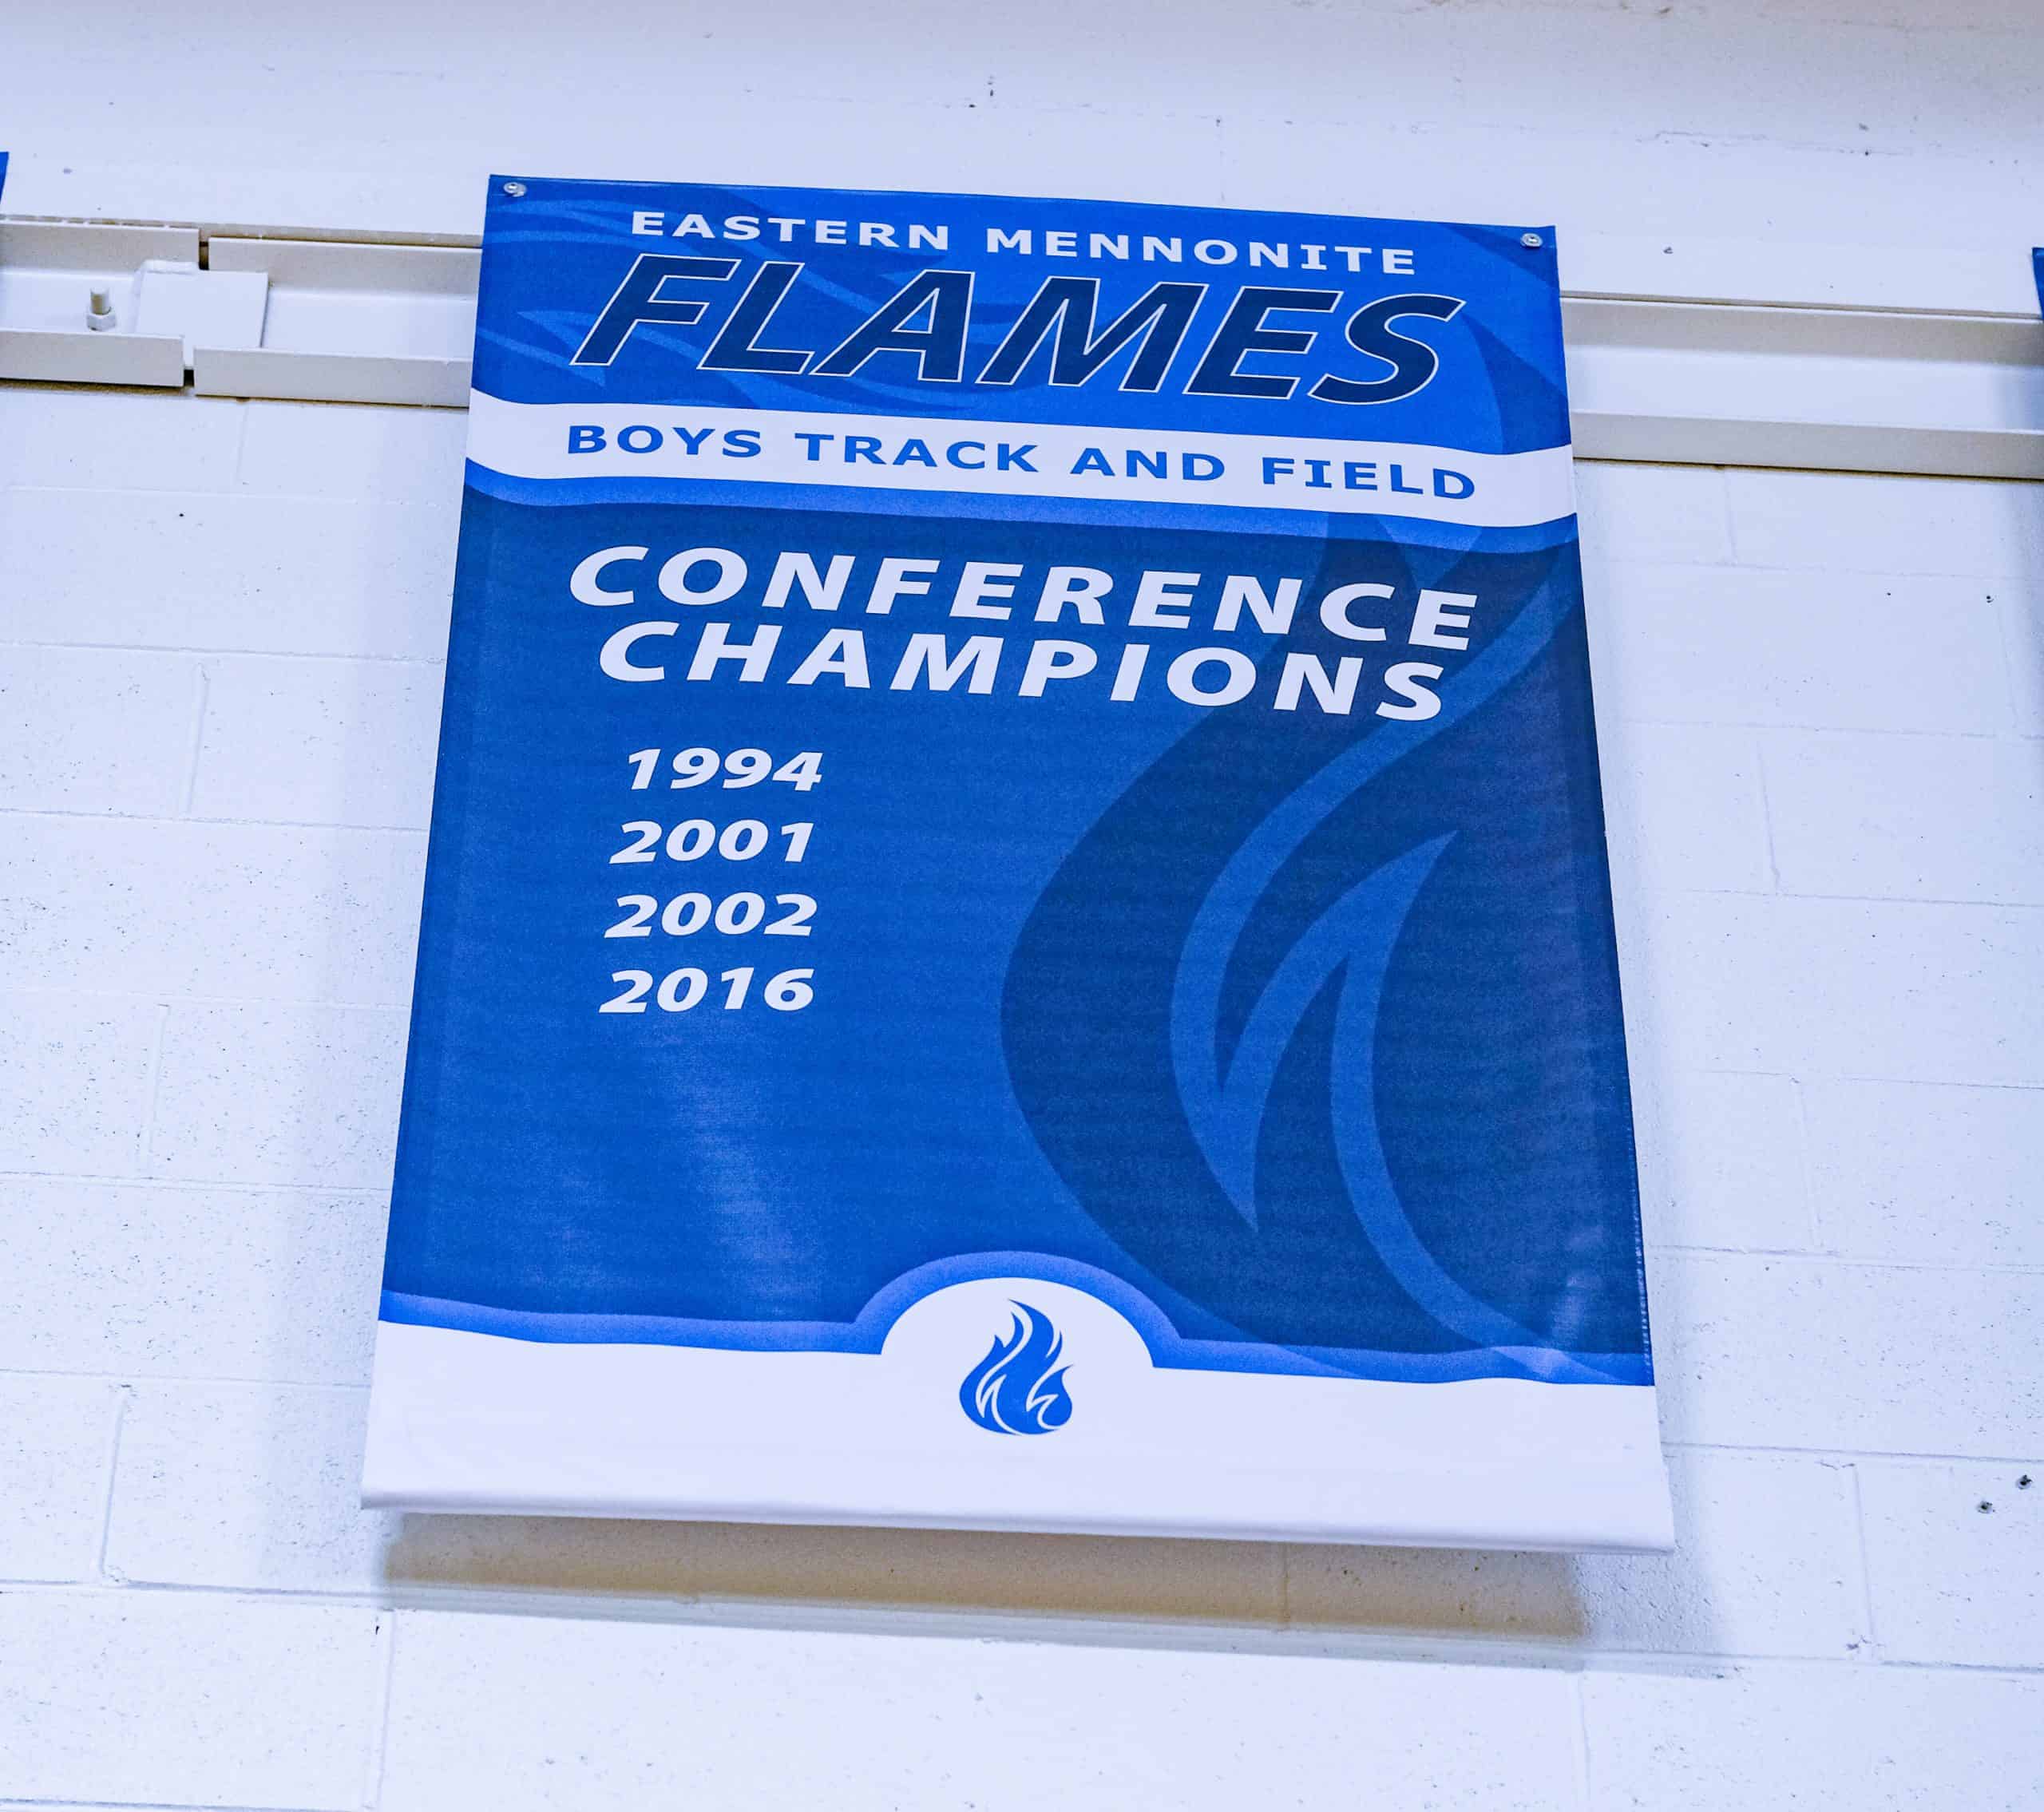 EASTERN MENNONITE
FLAMES
BOYS TRACK AND FIELD
CONFERENCE
CHAMPIONS
1994
2001
2002
2016